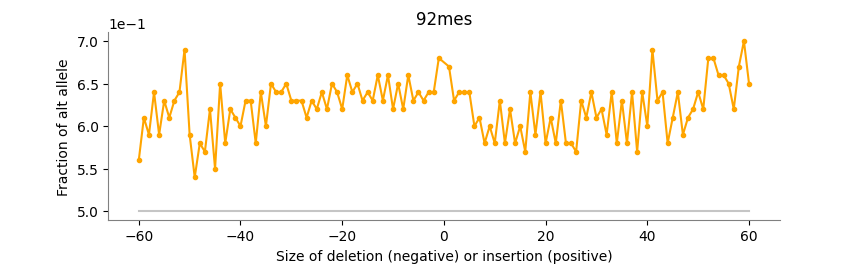 92mes
1e−1
7.0
6.5
6.0
5.5
5.0
Fraction of alt allele
−60 −40 −20 0 20 40 60
Size of deletion (negative) or insertion (positive)